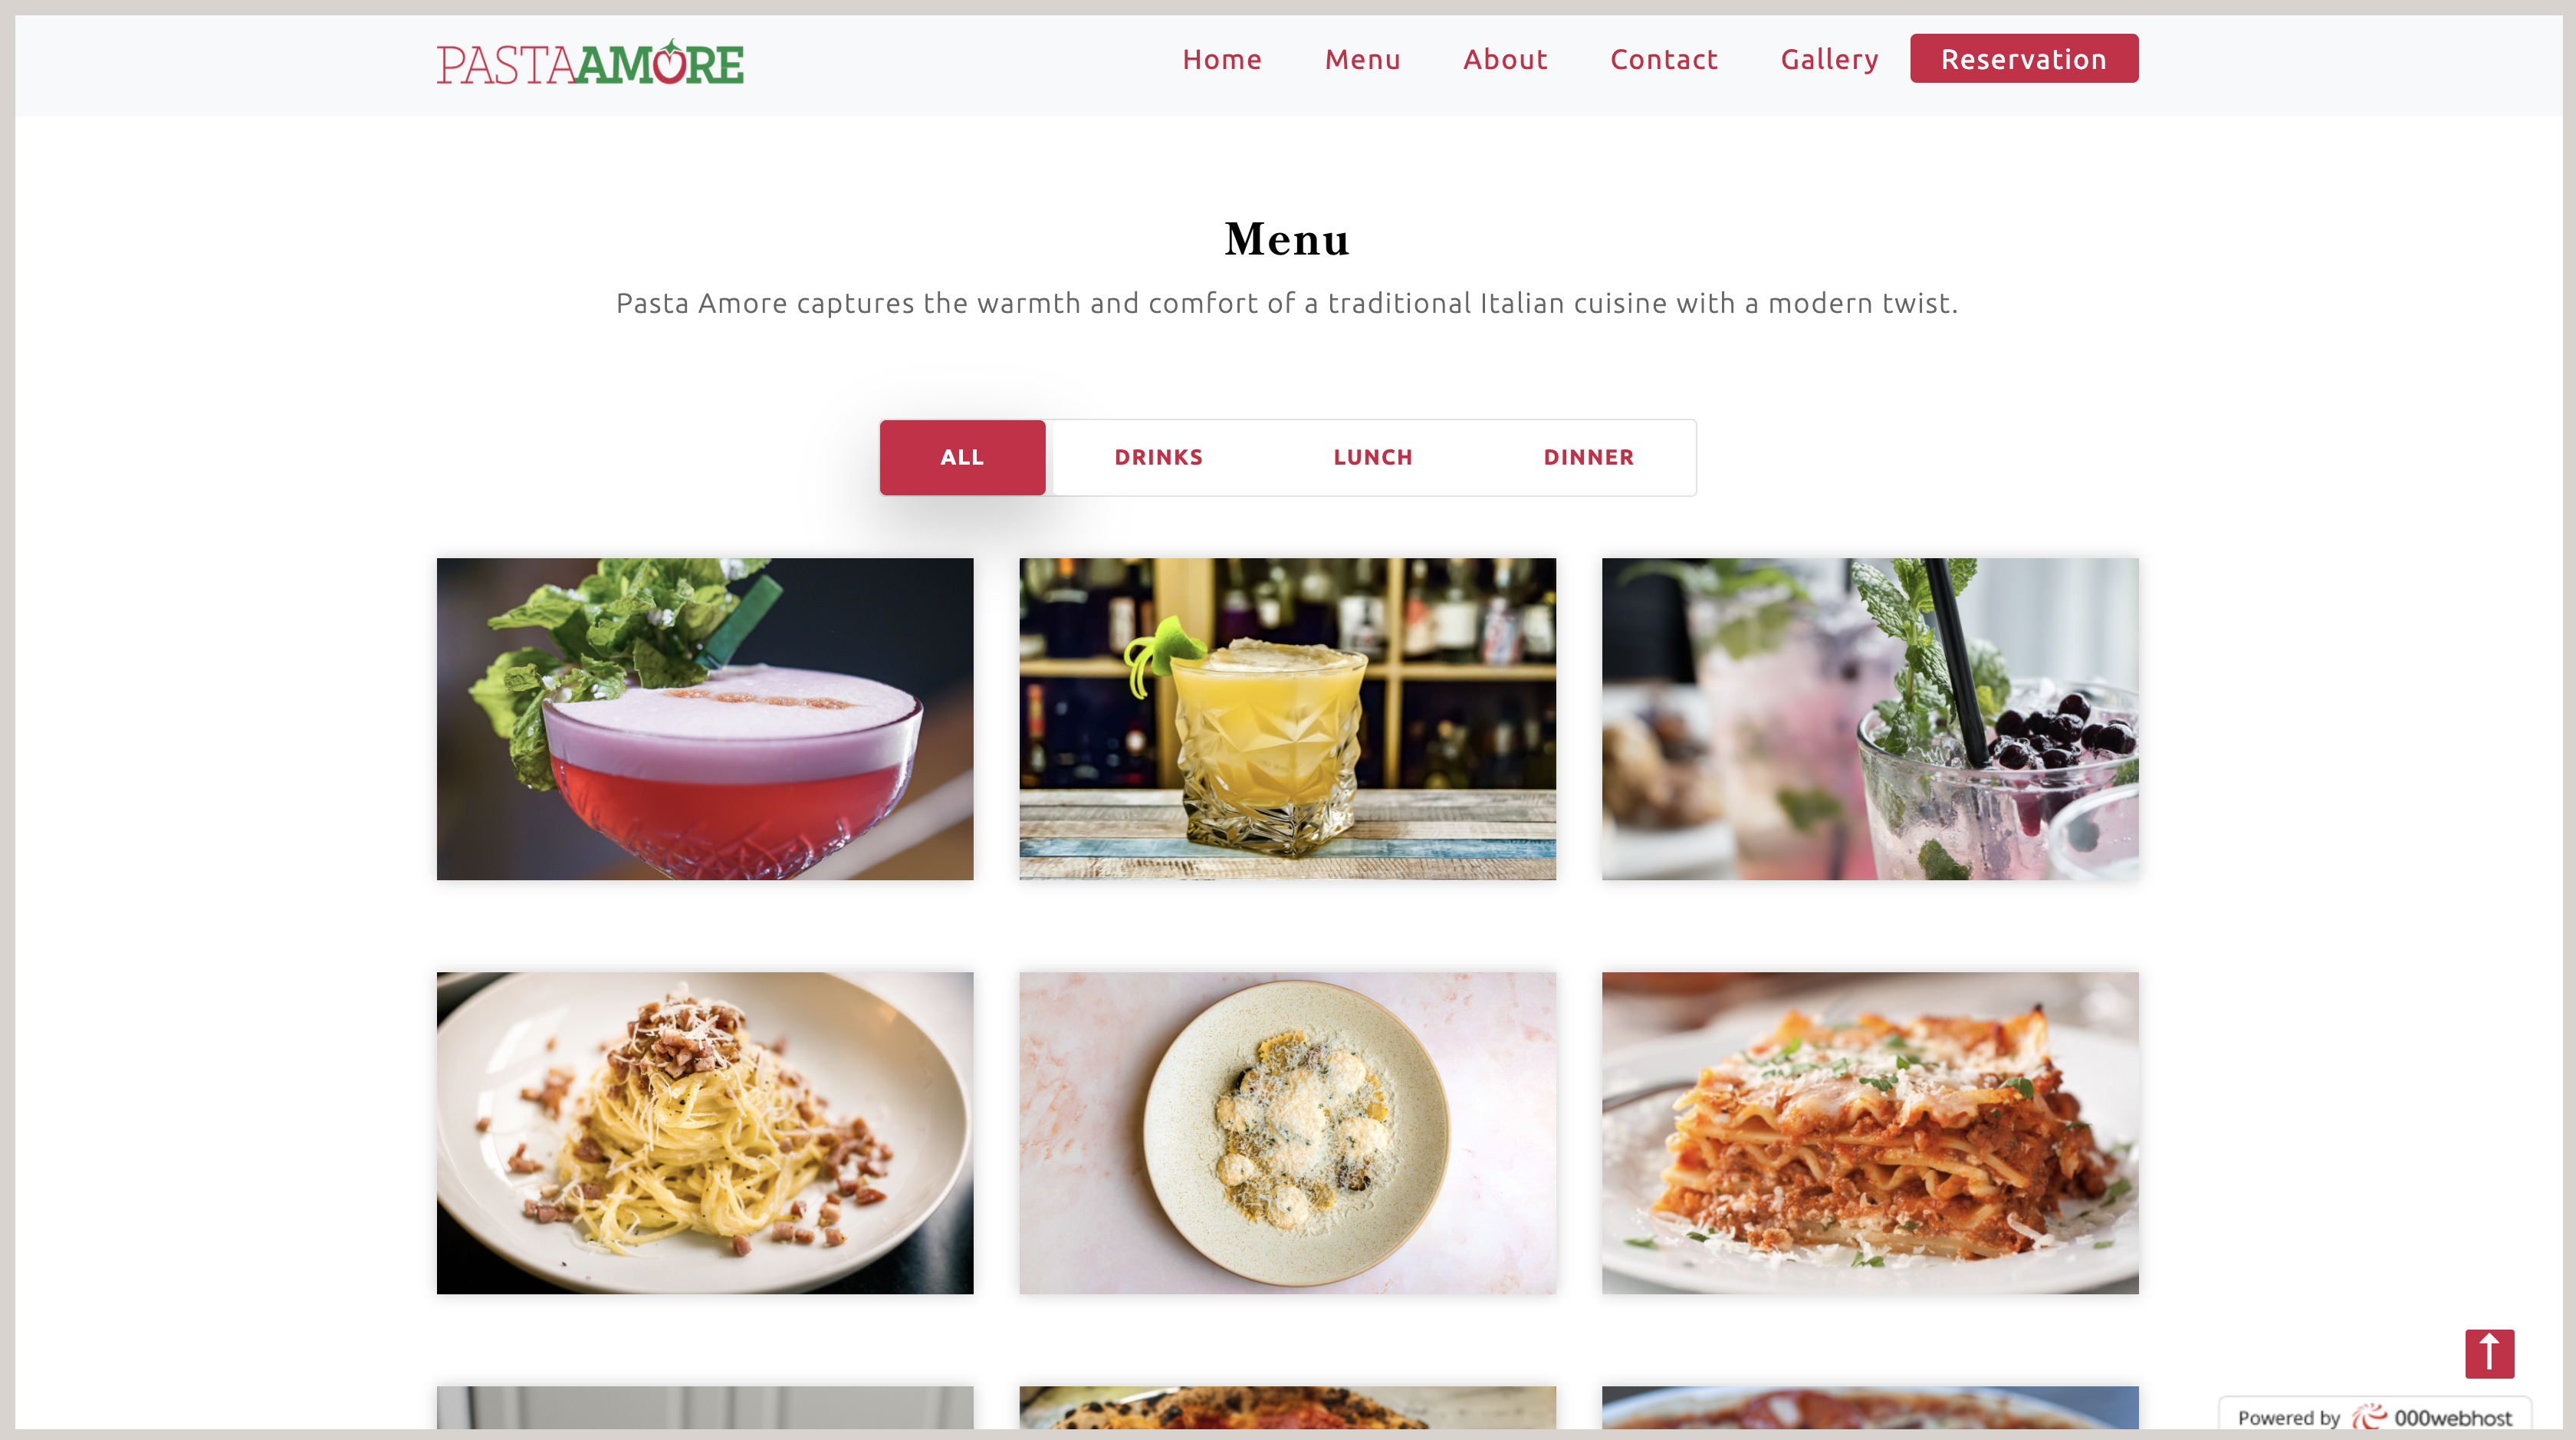 PASTAAMORE
Home Menu About Contact Gallery Reservation
Menu
Pasta Amore captures the warmth and comfort of a traditional Italian cuisine with a modern twist.
ALL DRINKS LUNCH DINNER
Powered by 000webhost